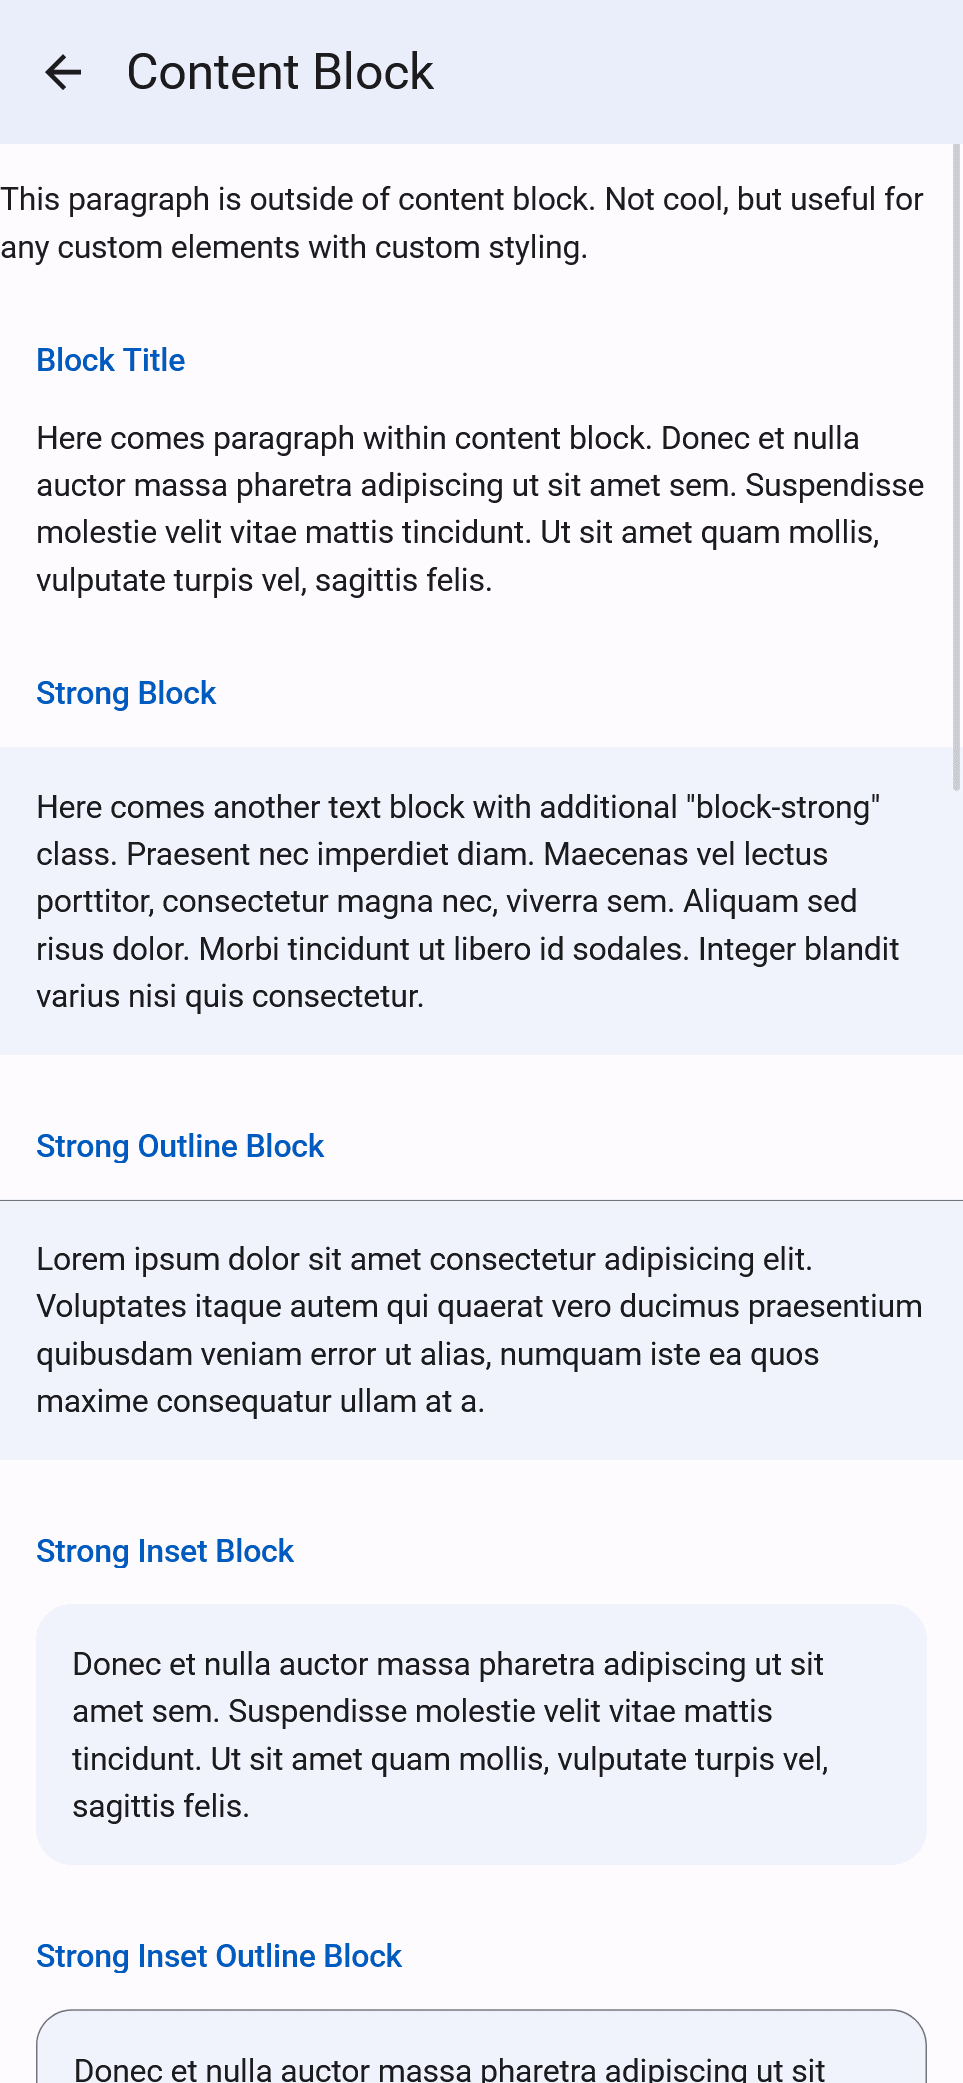 Content Block
This paragraph is outside of content block. Not cool, but useful for
any custom elements with custom styling.
Block Title
Here comes paragraph within content block. Donec et nulla
auctor massa pharetra adipiscing ut sit amet sem. Suspendisse
molestie velit vitae mattis tincidunt. Ut sit amet quam mollis,
vulputate turpis vel, sagittis felis.
Strong Block
Here comes another text block with additional "block-strong"
class. Praesent nec imperdiet diam. Maecenas vel lectus
porttitor, consectetur magna nec, viverra sem. Aliquam sed
risus dolor. Morbi tincidunt ut libero id sodales. Integer blandit
varius nisi quis consectetur.
Strong Outline Block
Lorem ipsum dolor sit amet consectetur adipisicing elit.
Voluptates itaque autem qui quaerat vero ducimus praesentium
quibusdam veniam error ut alias, numquam iste ea quos
maxime consequatur ullam at a.
Strong Inset Block
Donec et nulla auctor massa pharetra adipiscing ut sit
amet sem. Suspendisse molestie velit vitae mattis
tincidunt. Ut sit amet quam mollis, vulputate turpis vel,
sagittis felis.
Strong Inset Outline Block
Donec et nulla auctor massa pharetra adipiscing ut sit